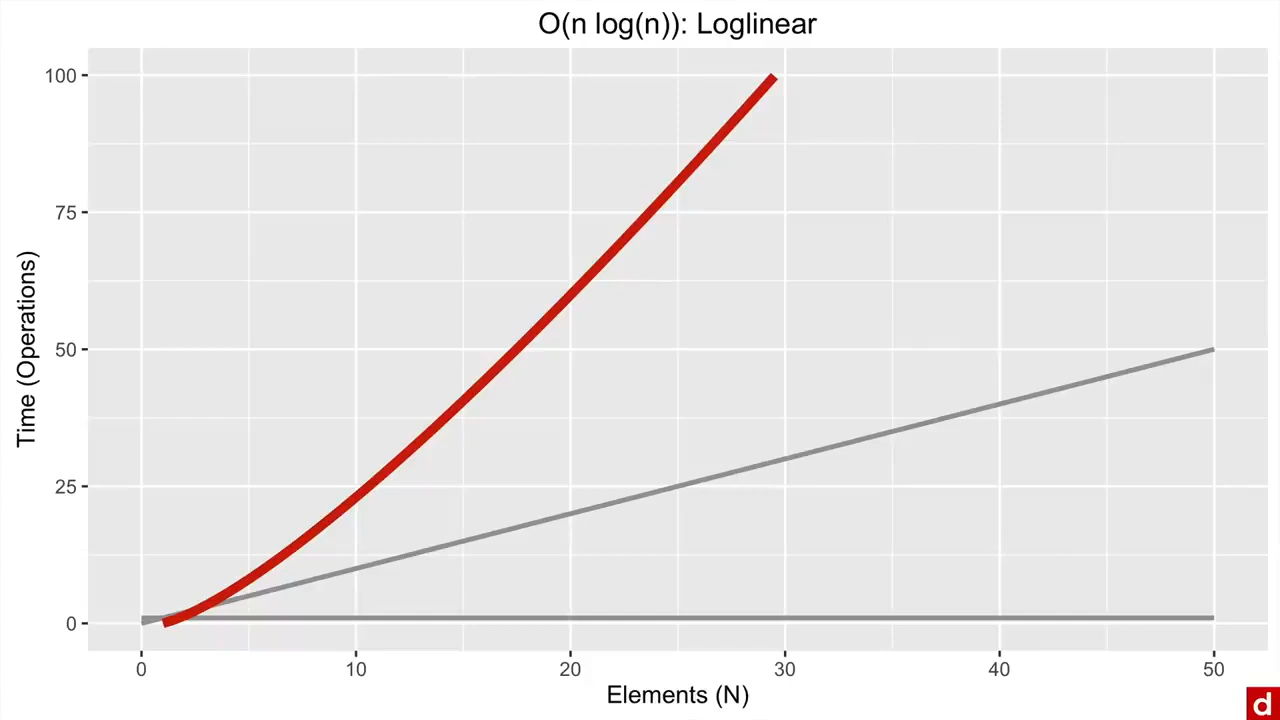 O(n log(n)): Loglinear
100
75
50
25
0
Time (Operations)
0 10 20 30 40 50
Elements (N)
d